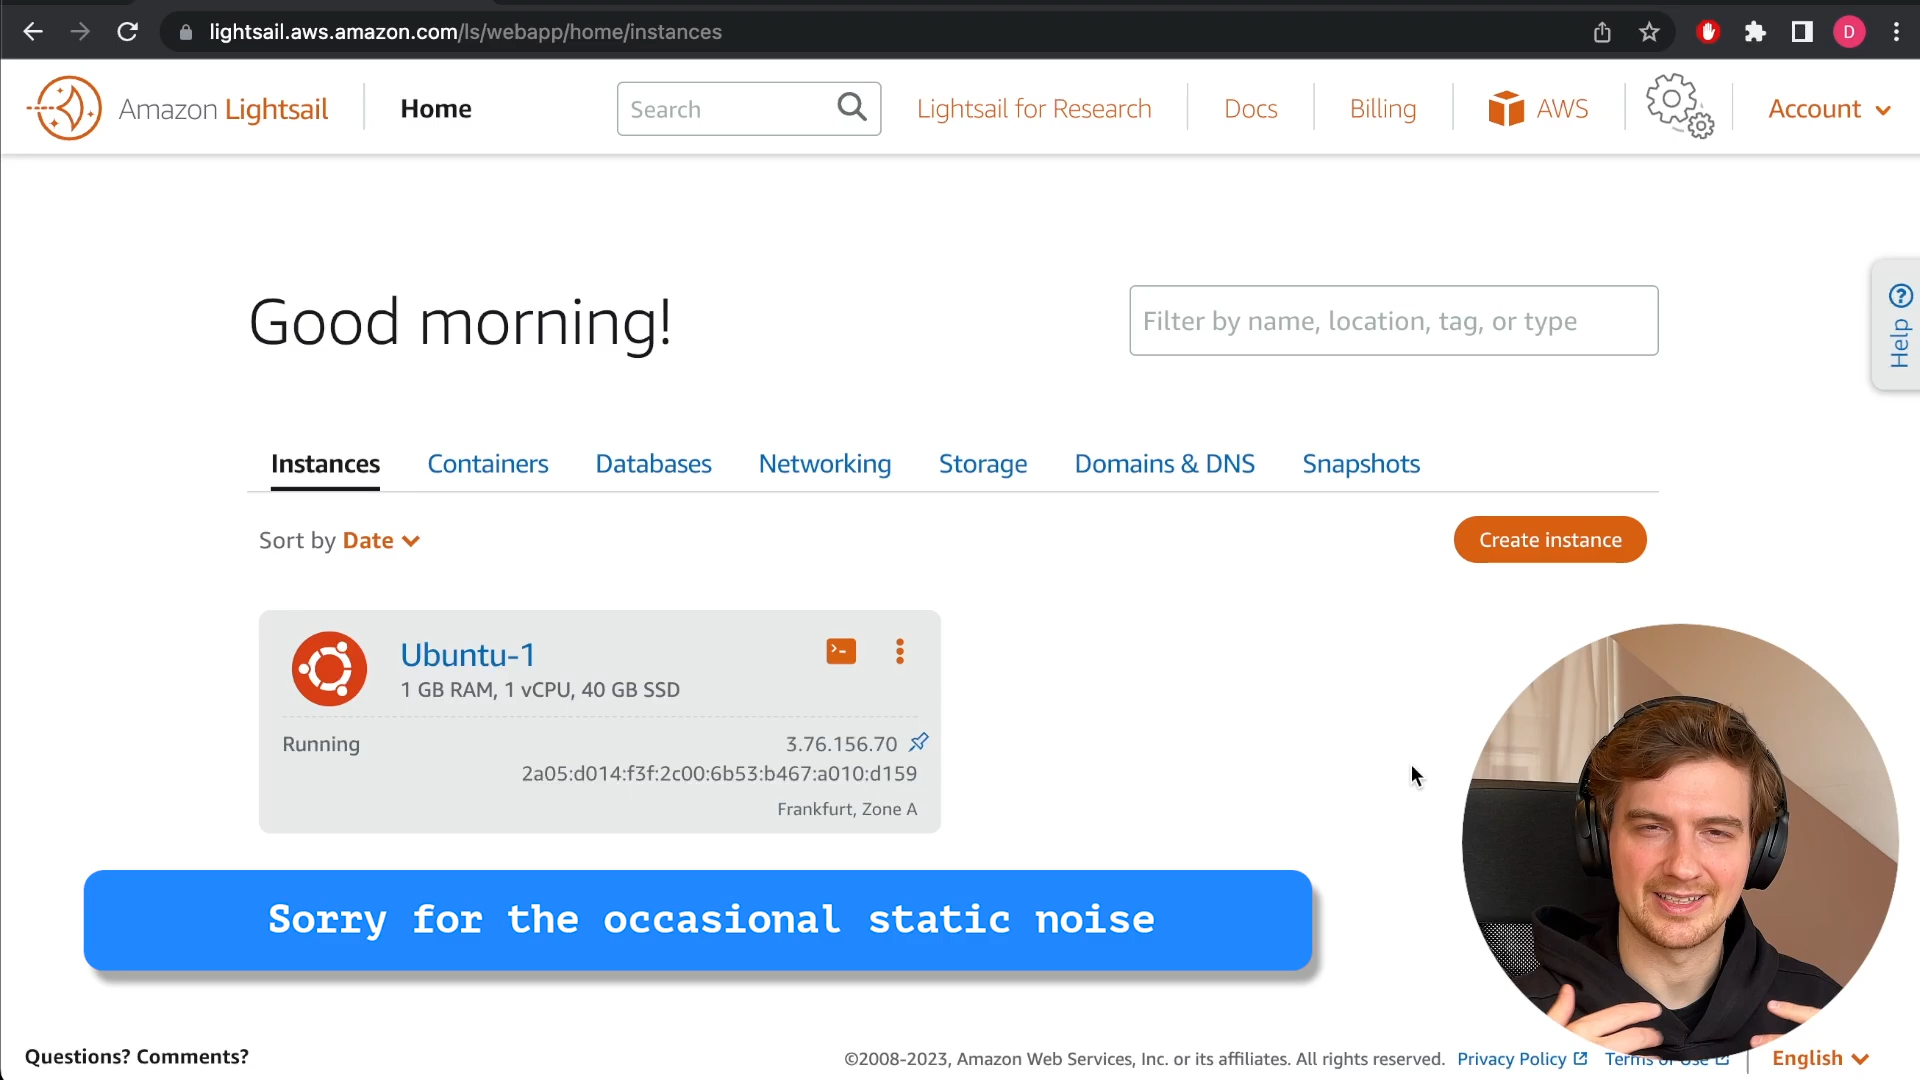 lightsail.aws.amazon.com/ls/webapp/home/instances
D
Amazon Lightsail
Home
Search
Lightsail for Research
Docs
Billing
AWS
Account
Good morning!
Filter by name, location, tag, or type
Help
Instances
Containers
Databases
Networking
Storage
Domains & DNS
Snapshots
Sort by Date
Create instance
Ubuntu-1
1 GB RAM, 1 vCPU, 40 GB SSD
Running
3.76.156.70
2a05:d014:f3f:2c00:6b53:b467:a010:d159
Frankfurt, Zone A
Sorry for the occasional static noise
Questions? Comments?
©2008-2023, Amazon Web Services, Inc. or its affiliates. All rights reserved.
Privacy Policy
Terms of Use
English